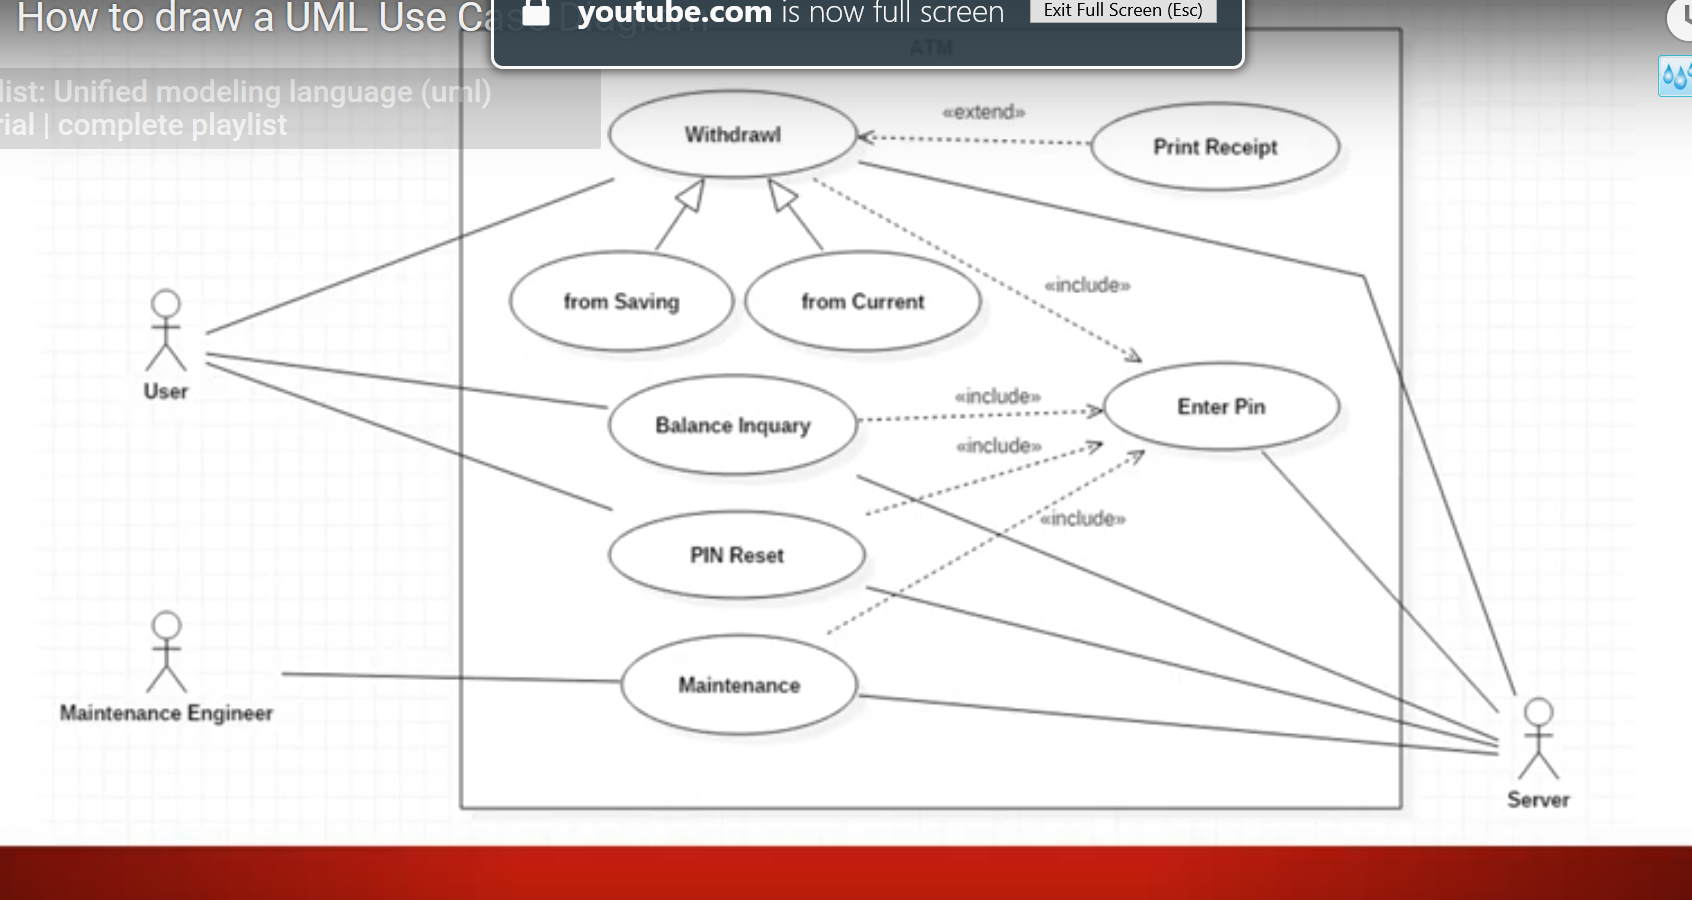 How to draw a UML Use Case Diagram
youtube.com is now full screen
Exit Full Screen (Esc)
list: Unified modeling language (uml)
rial | complete playlist
ATM
Withdrawl
«extend»
Print Receipt
from Saving
from Current
«include»
User
Balance Inquary
«include»
Enter Pin
«include»
PIN Reset
«include»
Maintenance
Maintenance Engineer
Server